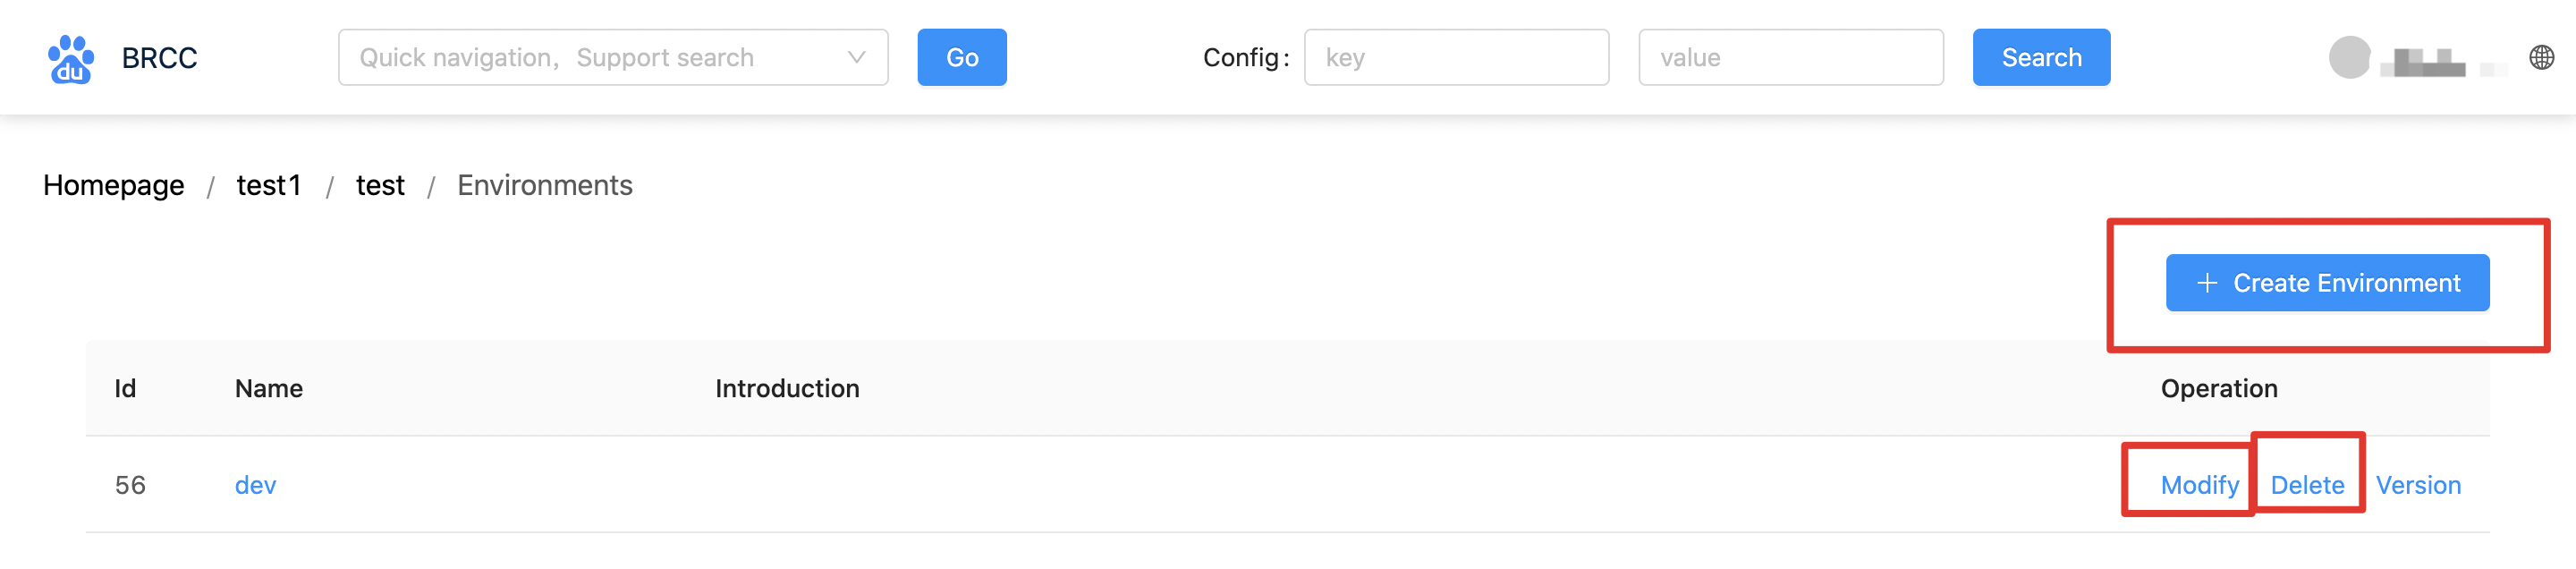 du BRCC Quick navigation, Support search Go Config: key value Search
Homepage / test1 / test / Environments
+ Create Environment
Id Name Introduction Operation
56 dev Modify Delete Version